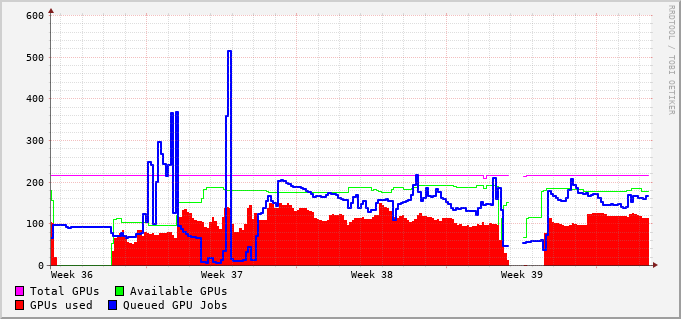 600
500
400
300
200
100
0
Week 36 Week 37 Week 38 Week 39
Total GPUs Available GPUs
GPUs used Queued GPU Jobs
RRDTOOL / TOBI OETIKER